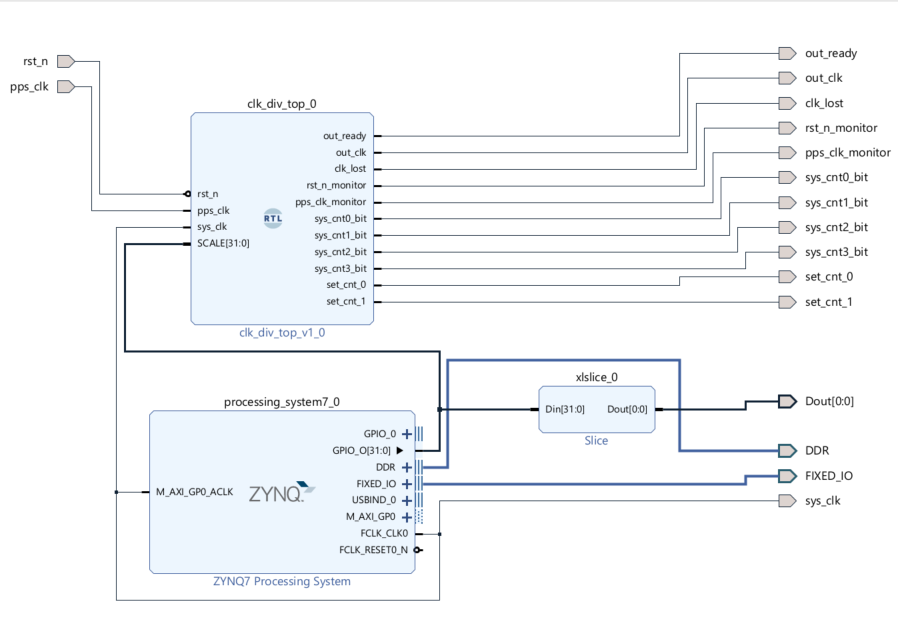 rst_n
pps_clk
clk_div_top_0
rst_n
pps_clk
sys_clk
SCALE[31:0]
RTL
out_ready
out_clk
clk_lost
rst_n_monitor
pps_clk_monitor
sys_cnt0_bit
sys_cnt1_bit
sys_cnt2_bit
sys_cnt3_bit
set_cnt_0
set_cnt_1
clk_div_top_v1_0
out_ready
out_clk
clk_lost
rst_n_monitor
pps_clk_monitor
sys_cnt0_bit
sys_cnt1_bit
sys_cnt2_bit
sys_cnt3_bit
set_cnt_0
set_cnt_1
xlslice_0
Din[31:0] Dout[0:0]
Slice
Dout[0:0]
DDR
FIXED_IO
sys_clk
processing_system7_0
M_AXI_GP0_ACLK
ZYNQ
GPIO_0
GPIO_O[31:0]
DDR
FIXED_IO
USBIND_0
M_AXI_GP0
FCLK_CLK0
FCLK_RESET0_N
ZYNQ7 Processing System